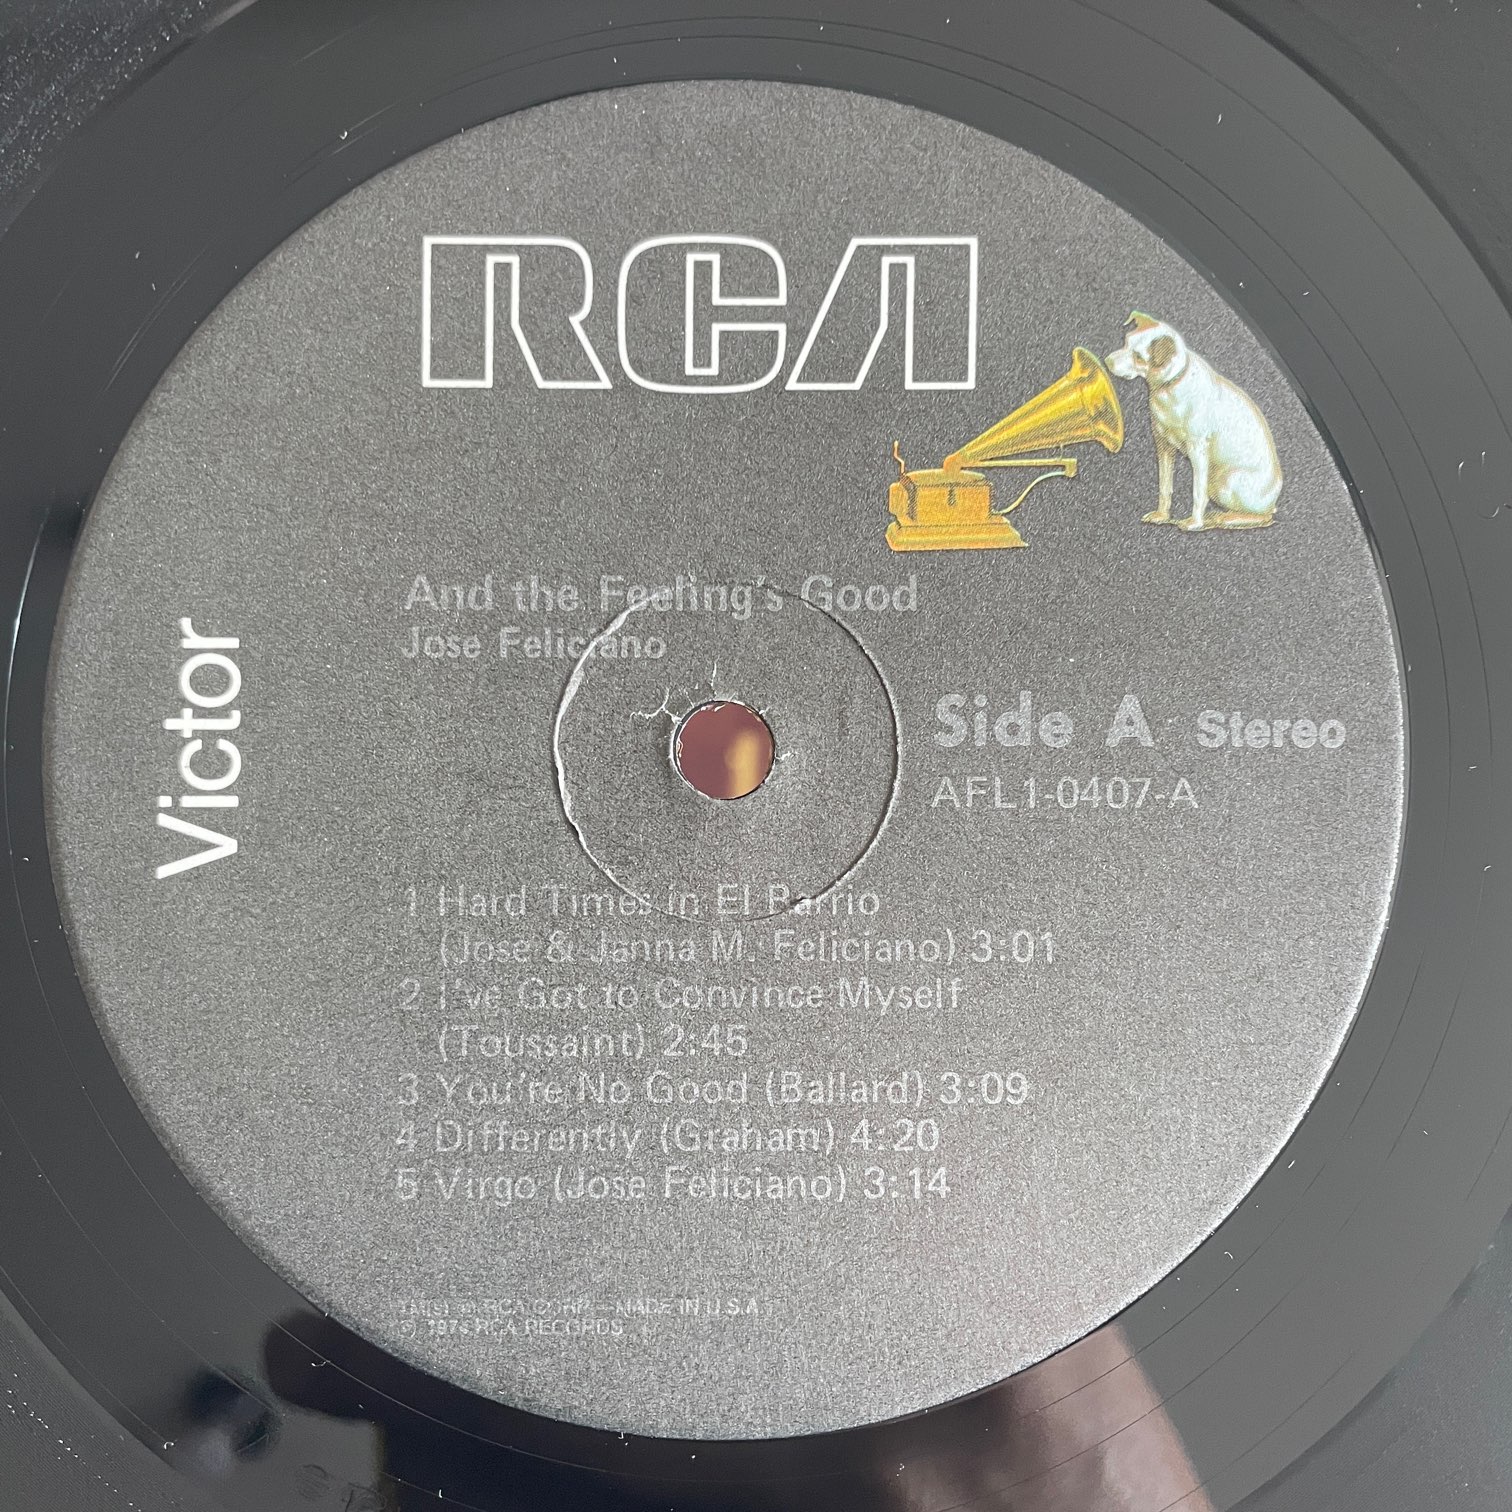 RCA
Victor
And the Feeling's Good
Jose Feliciano
Side A Stereo
AFL1-0407-A
1 Hard Times in El Barrio
(Jose & Janna M. Feliciano) 3:01
2 I've Got to Convince Myself
(Toussaint) 2:45
3 You're No Good (Ballard) 3:09
4 Differently (Graham) 4:20
5 Virgo (Jose Feliciano) 3:14
RCA CORP.—MADE IN U.S.A.
RCA RECORDS